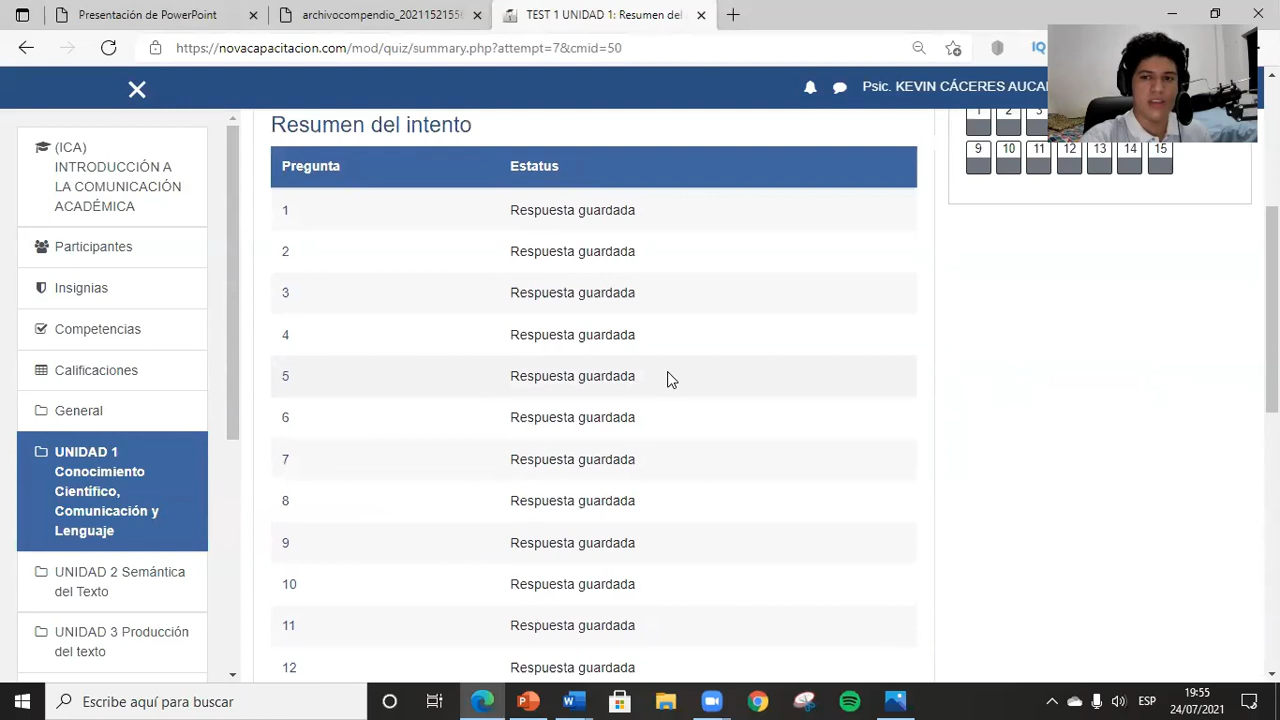 Presentación de PowerPoint
archivocompendio_2021152155
TEST 1 UNIDAD 1: Resumen del
https://novacapacitacion.com/mod/quiz/summary.php?attempt=7&cmid=50
IQ
Psic. KEVIN CÁCERES AUCA
(ICA)
INTRODUCCIÓN A
LA COMUNICACIÓN
ACADÉMICA
Participantes
Insignias
Competencias
Calificaciones
General
UNIDAD 1
Conocimiento
Científico,
Comunicación y
Lenguaje
UNIDAD 2 Semántica
del Texto
UNIDAD 3 Producción
del texto
Resumen del intento
Pregunta Estatus
1 Respuesta guardada
2 Respuesta guardada
3 Respuesta guardada
4 Respuesta guardada
5 Respuesta guardada
6 Respuesta guardada
7 Respuesta guardada
8 Respuesta guardada
9 Respuesta guardada
10 Respuesta guardada
11 Respuesta guardada
12 Respuesta guardada
1 2 3
9 10 11 12 13 14 15
Escribe aquí para buscar
ESP
19:55
24/07/2021